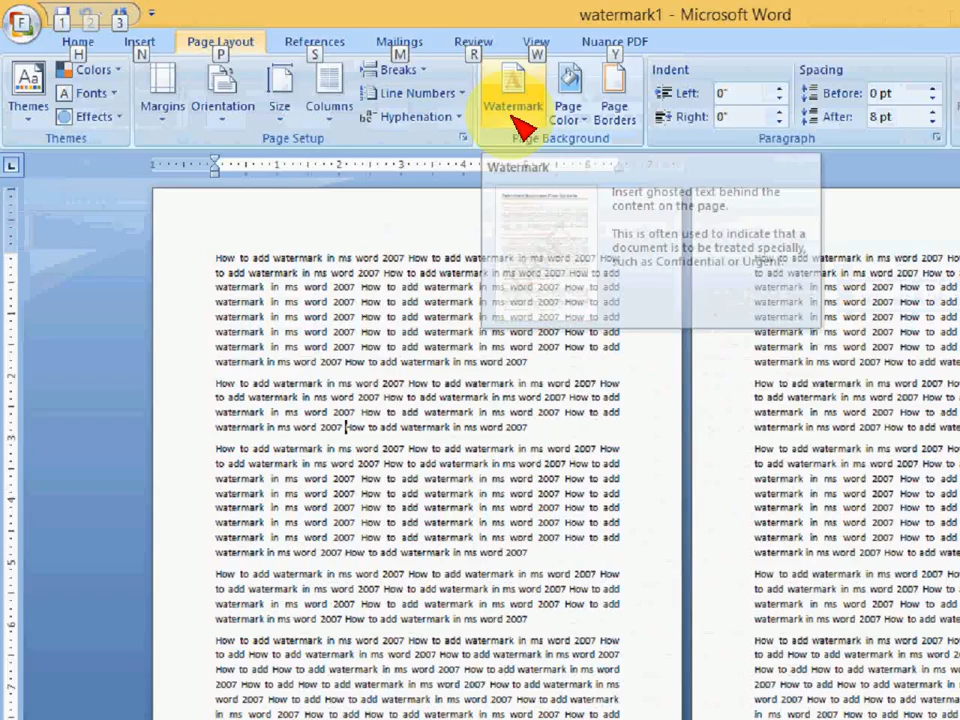 watermark1 - Microsoft Word
F 1 2 3
Home Insert Page Layout References Mailings Review View Nuance PDF
H N P S M R W Y
Themes
Colors
Fonts
Effects
Themes
Margins Orientation Size Columns
Breaks
Line Numbers
Hyphenation
Page Setup
Watermark Page Color Page Borders
Page Background
Indent
Left: 0"
Right: 0"
Spacing
Before: 0 pt
After: 8 pt
Paragraph
Watermark
Insert ghosted text behind the
content on the page.
This is often used to indicate that a
document is to be treated specially,
such as Confidential or Urgent.
How to add watermark in ms word 2007 How to add watermark in ms word 2007 How
to add watermark in ms word 2007 How to add watermark in ms word 2007 How to add
watermark in ms word 2007 How to add watermark in ms word 2007 How to add
watermark in ms word 2007 How to add watermark in ms word 2007 How to add
watermark in ms word 2007 How to add watermark in ms word 2007 How to add
watermark in ms word 2007 How to add watermark in ms word 2007 How to add
watermark in ms word 2007 How to add watermark in ms word 2007 How to add
watermark in ms word 2007 How to add watermark in ms word 2007
How to add watermark in ms word 2007 How to add watermark in ms word 2007 How
to add watermark in ms word 2007 How to add watermark in ms word 2007 How to add
watermark in ms word 2007 How to add watermark in ms word 2007 How to add
watermark in ms word 2007 How to add watermark in ms word 2007
How to add watermark in ms word 2007 How to add watermark in ms word 2007 How
to add watermark in ms word 2007 How to add watermark in ms word 2007 How to add
watermark in ms word 2007 How to add watermark in ms word 2007 How to add
watermark in ms word 2007 How to add watermark in ms word 2007 How to add
watermark in ms word 2007 How to add watermark in ms word 2007 How to add
watermark in ms word 2007 How to add watermark in ms word 2007 How to add
watermark in ms word 2007 How to add watermark in ms word 2007 How to add
watermark in ms word 2007 How to add watermark in ms word 2007
How to add watermark in ms word 2007 How to add watermark in ms word 2007 How
to add watermark in ms word 2007 How to add watermark in ms word 2007 How to add
watermark in ms word 2007 How to add watermark in ms word 2007 How to add
watermark in ms word 2007 How to add watermark in ms word 2007
How to add watermark in ms word 2007 How to add watermark in ms word 2007 How
to add How to add watermark in ms word 2007 How to add watermark in ms word 2007
How to add watermark in ms word 2007 How to add watermark in ms word
2007 How to add watermark in ms word 2007 How to add watermark in ms
word 2007 How to add watermark in ms word 2007 How to add watermark
in ms word 2007 How to add watermark in ms word 2007 How to add